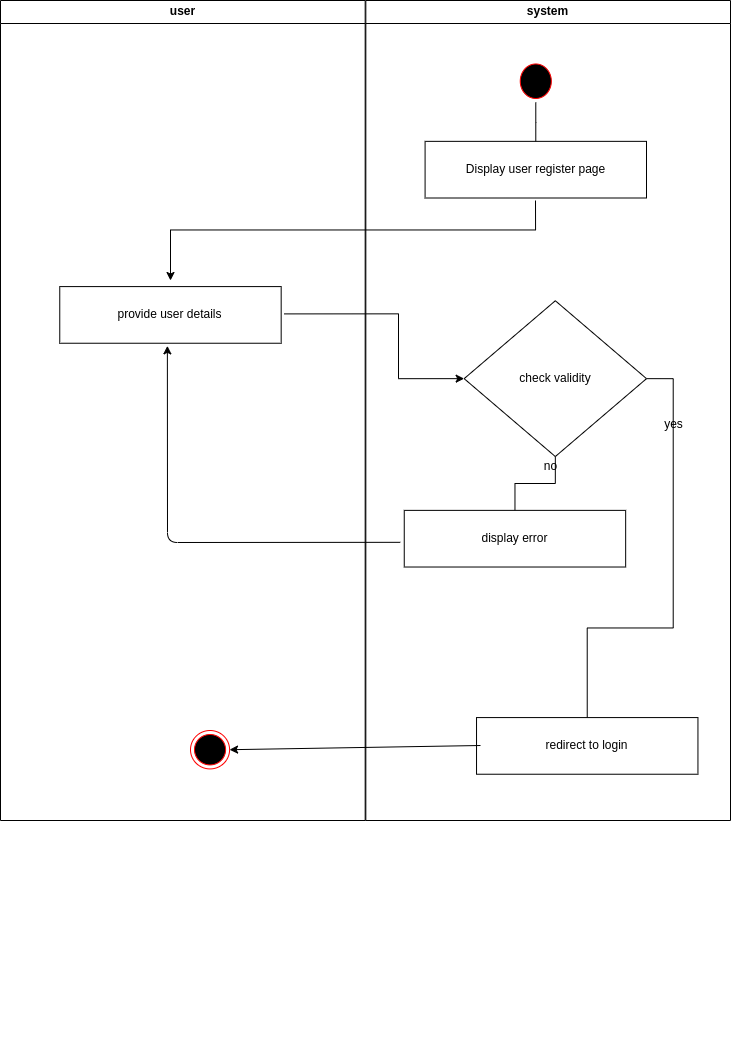 user
system
Display user register page
provide user details
check validity
yes
no
display error
redirect to login